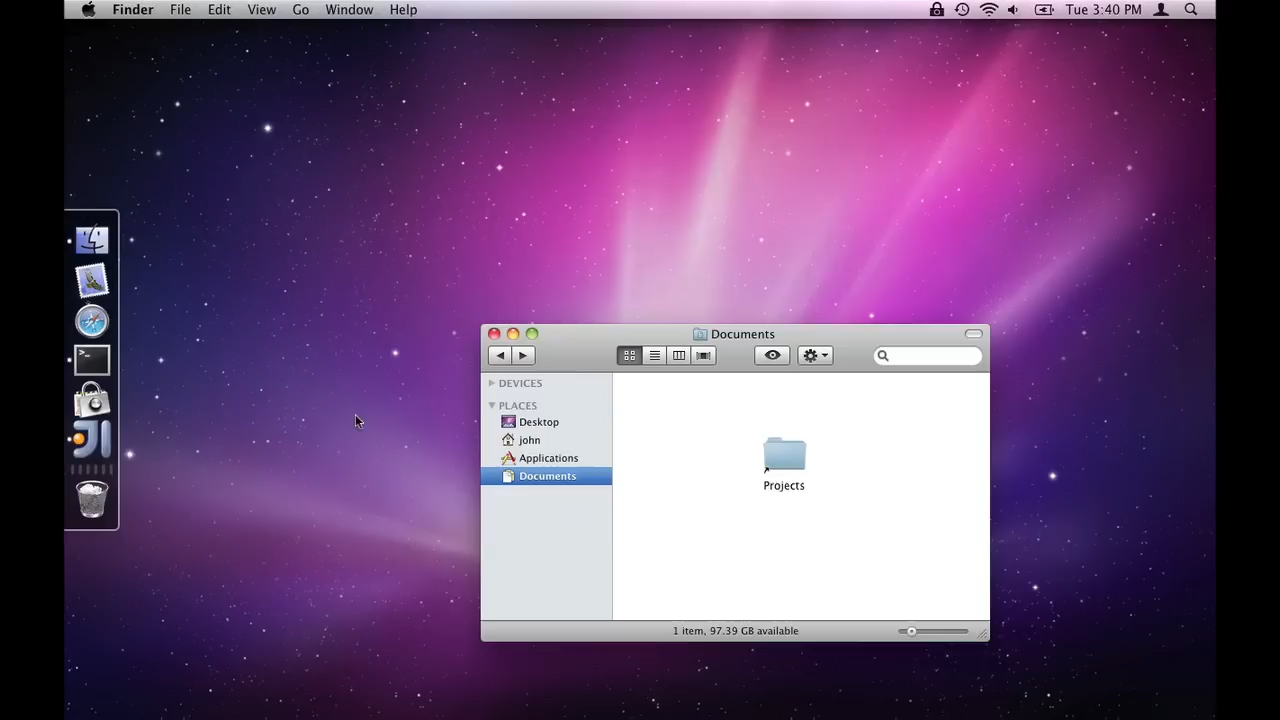 Finder File Edit View Go Window Help Tue 3:40 PM
Documents
DEVICES
PLACES
Desktop
john
Applications
Documents
Projects
1 item, 97.39 GB available